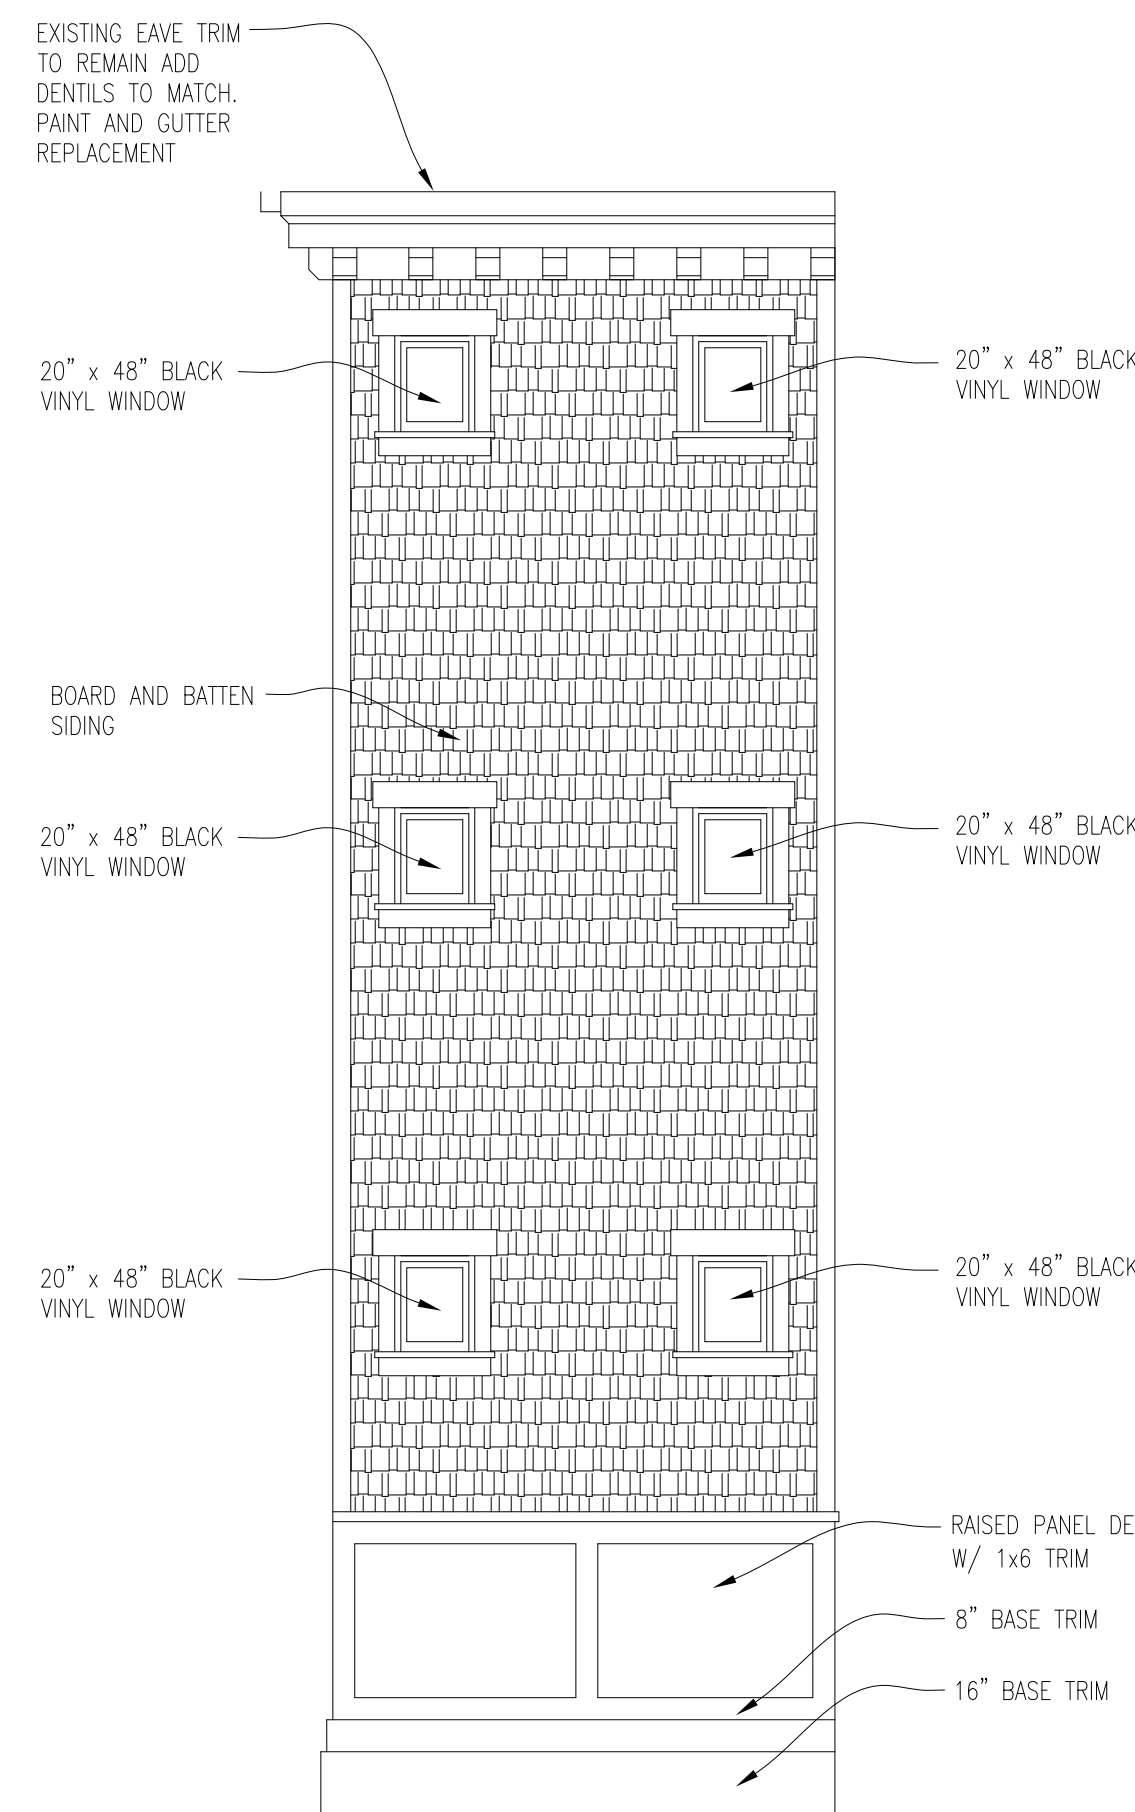 EXISTING EAVE TRIM
TO REMAIN ADD
DENTILS TO MATCH.
PAINT AND GUTTER
REPLACEMENT
20” x 48” BLACK
VINYL WINDOW
20” x 48” BLACK
VINYL WINDOW
BOARD AND BATTEN
SIDING
20” x 48” BLACK
VINYL WINDOW
20” x 48” BLACK
VINYL WINDOW
20” x 48” BLACK
VINYL WINDOW
20” x 48” BLACK
VINYL WINDOW
RAISED PANEL DE
W/ 1x6 TRIM
8” BASE TRIM
16” BASE TRIM